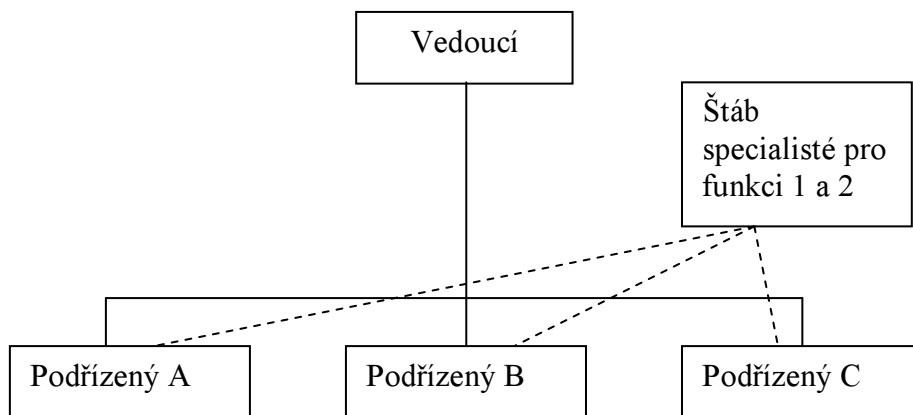 Vedoucí
Štáb
specialisté pro
funkci 1 a 2
Podřízený A
Podřízený B
Podřízený C